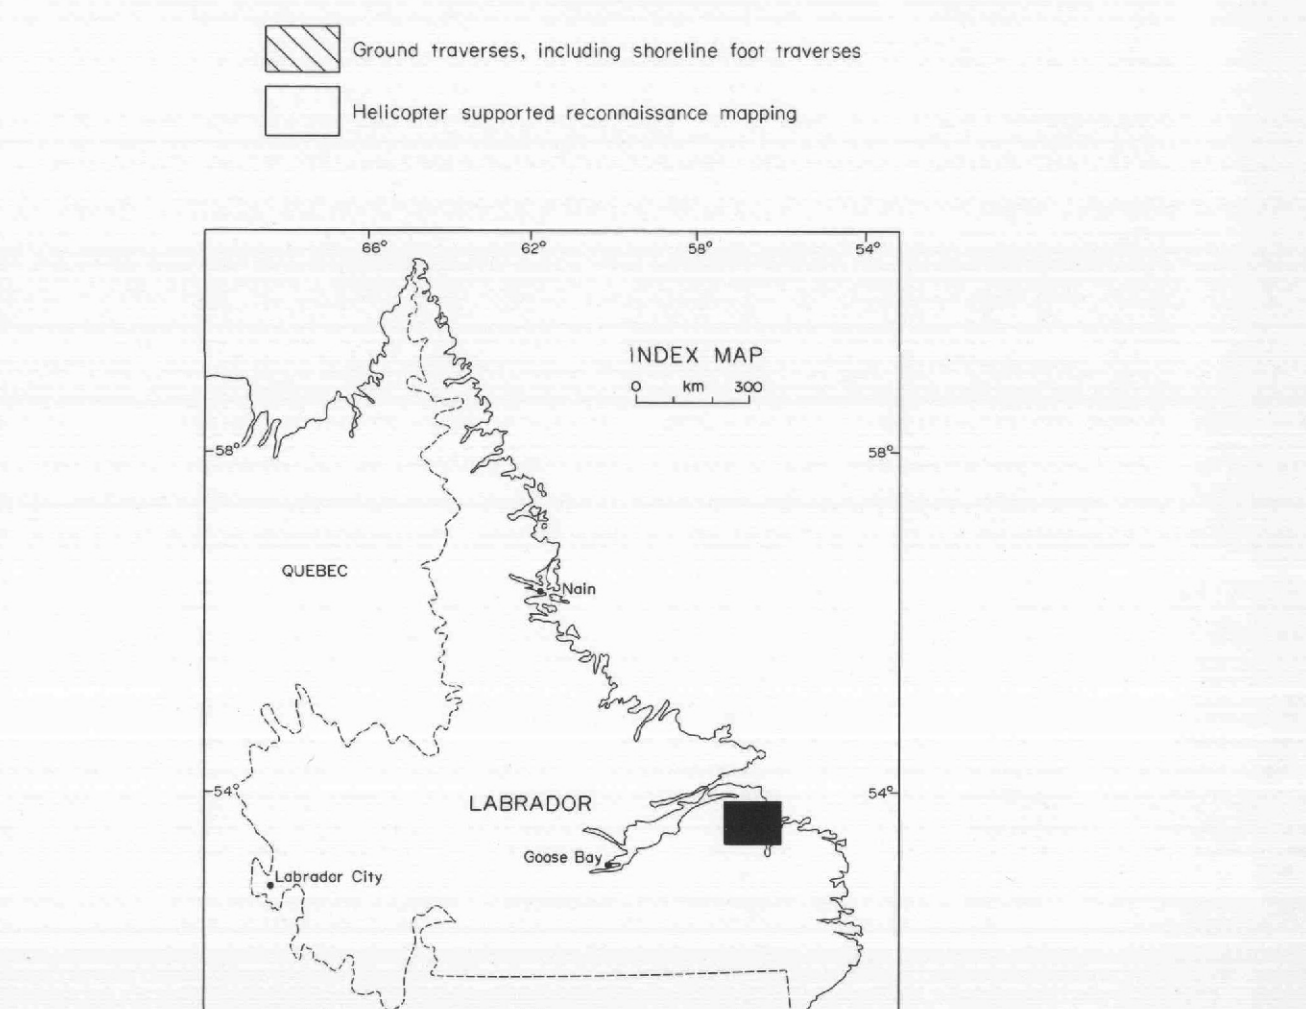 Ground traverses, including shoreline foot traverses
Helicopter supported reconnaissance mapping
66° 62° 58° 54°
INDEX MAP
0 km 300
58° 58°
QUEBEC
Nain
54° 54°
LABRADOR
Goose Bay
Labrador City